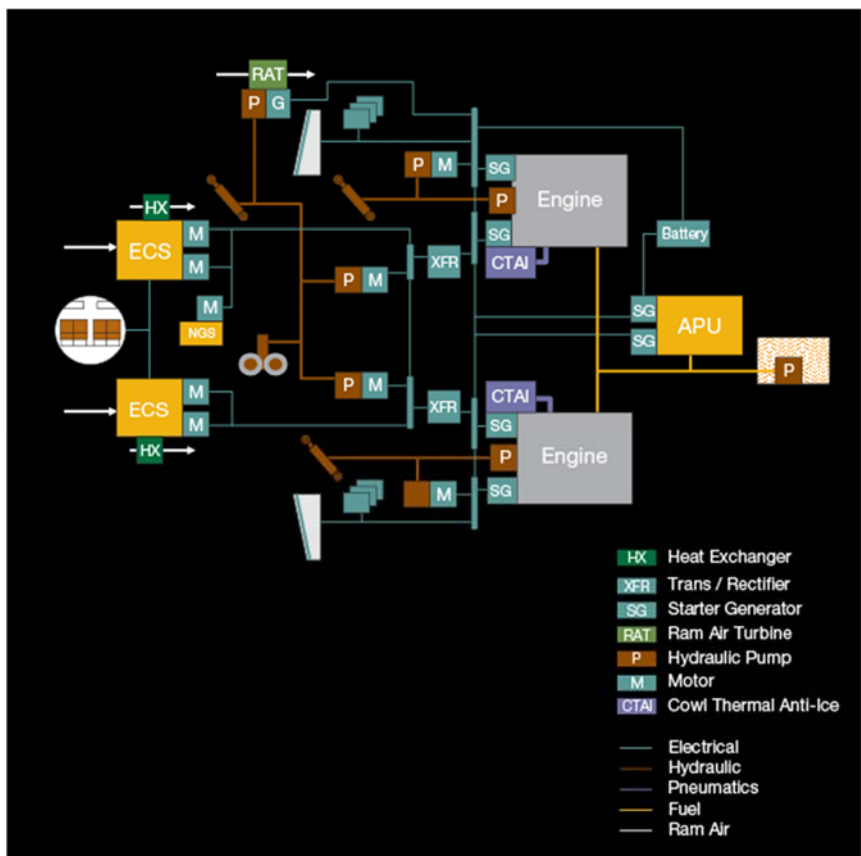 RAT
P G
P M
SG
Engine
P
HX
SG
M
ECS
Battery
XFR
CTAI
M
P M
SG
APU
M
NGS
SG
P
P M
CTAI
M
ECS
XFR
SG
M
P
Engine
HX
M
SG
HX Heat Exchanger
XFR Trans / Rectifier
SG Starter Generator
RAT Ram Air Turbine
P Hydraulic Pump
M Motor
CTAI Cowl Thermal Anti-Ice
Electrical
Hydraulic
Pneumatics
Fuel
Ram Air